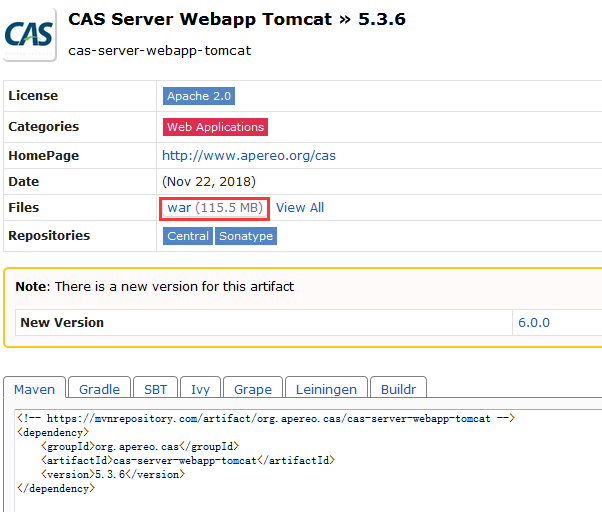 CAS
CAS Server Webapp Tomcat » 5.3.6
cas-server-webapp-tomcat
License Apache 2.0
Categories Web Applications
HomePage http://www.apereo.org/cas
Date (Nov 22, 2018)
Files war (115.5 MB) View All
Repositories Central Sonatype
Note: There is a new version for this artifact
New Version 6.0.0
Maven Gradle SBT Ivy Grape Leiningen Buildr
<!-- https://mvnrepository.com/artifact/org.apereo.cas/cas-server-webapp-tomcat -->
<dependency>
    <groupId>org.apereo.cas</groupId>
    <artifactId>cas-server-webapp-tomcat</artifactId>
    <version>5.3.6</version>
</dependency>